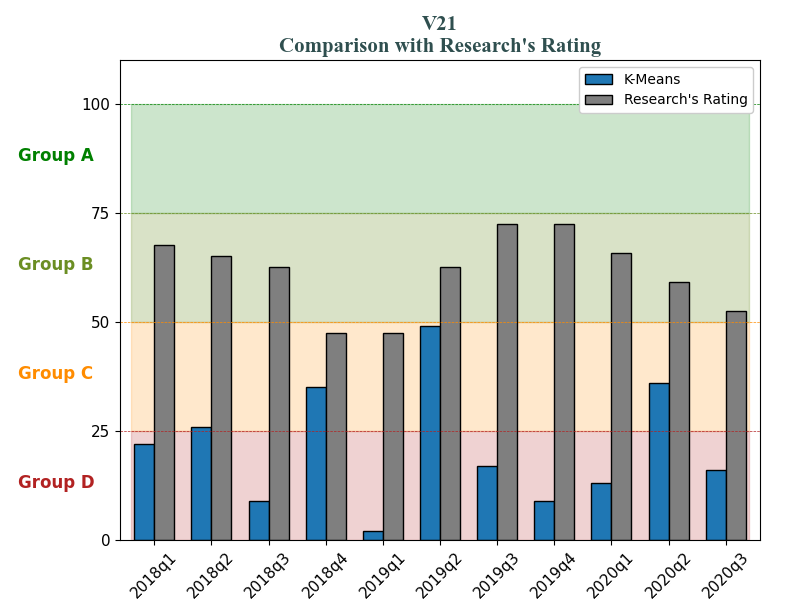 V21
Comparison with Research's Rating
K-Means
Research's Rating
100
Group A
75
Group B
50
Group C
25
Group D
0
2018q1 2018q2 2018q3 2018q4 2019q1 2019q2 2019q3 2019q4 2020q1 2020q2 2020q3